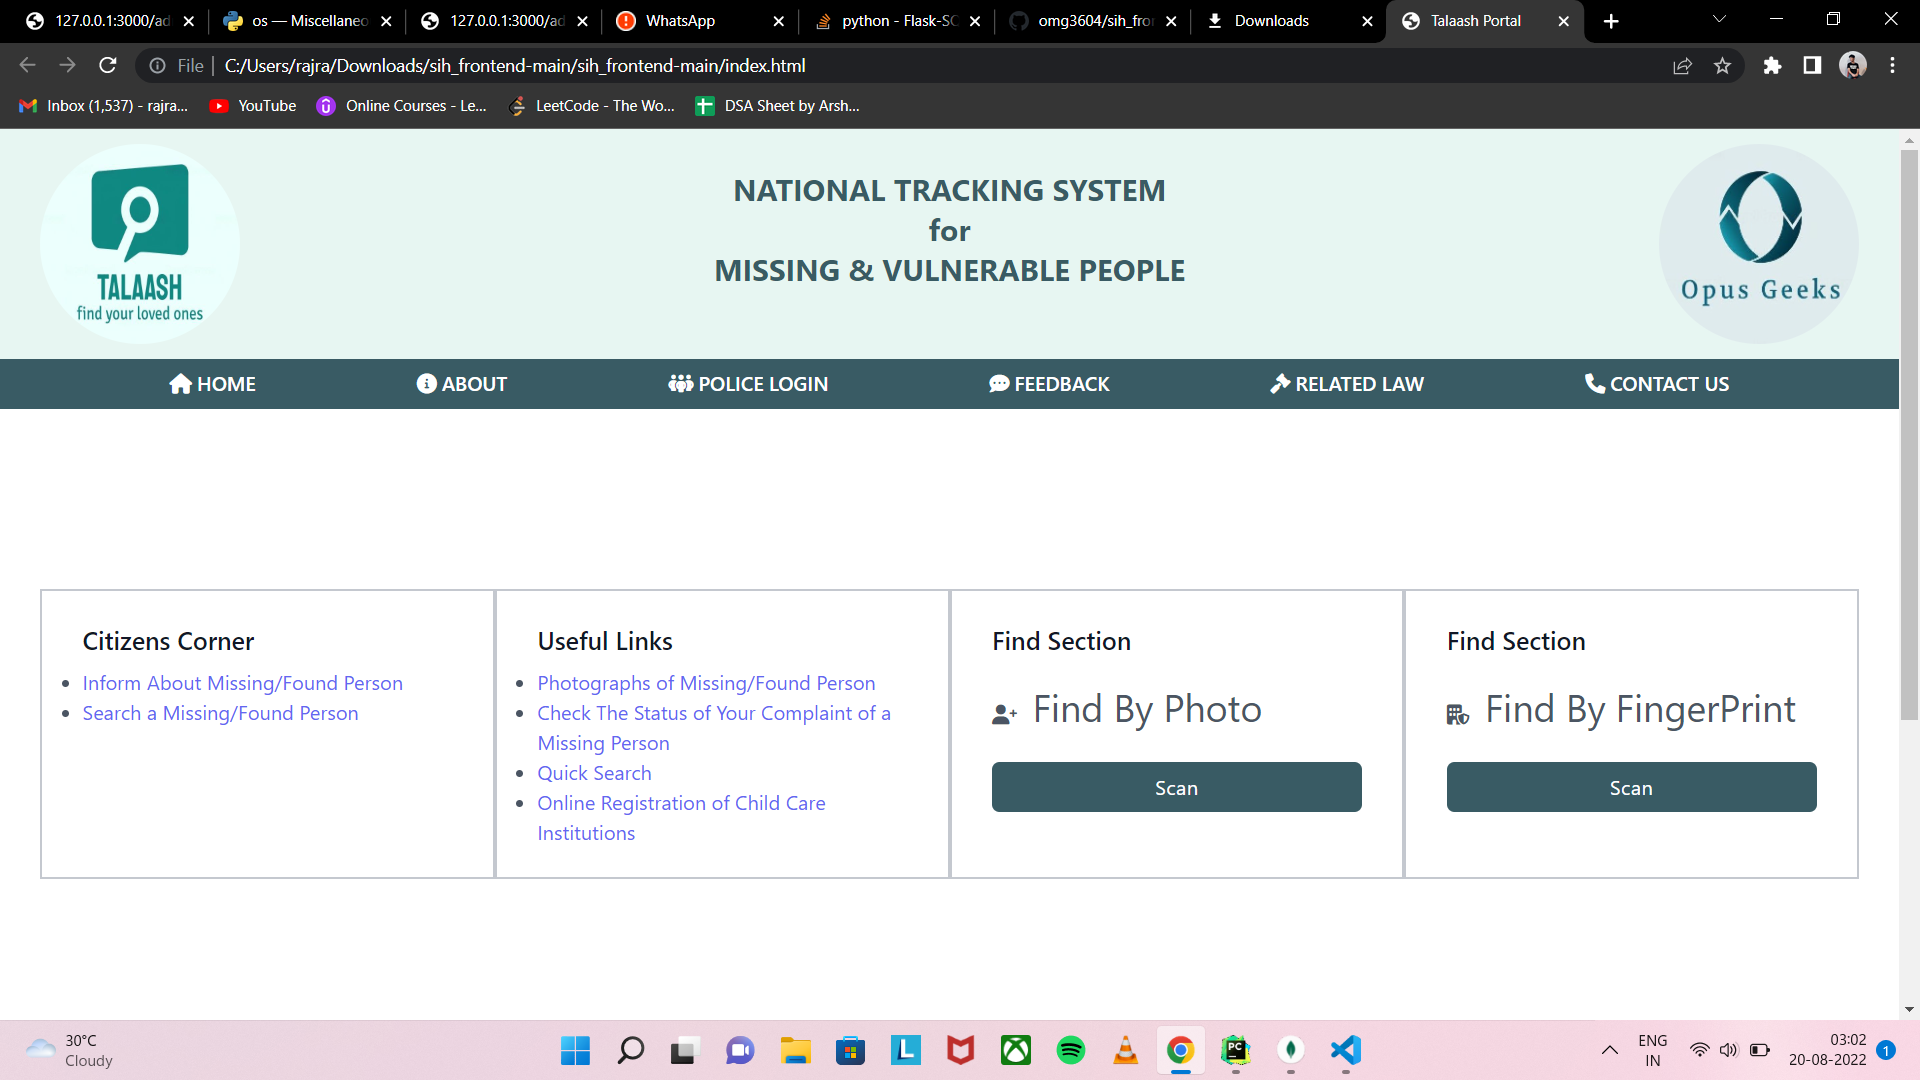 127.0.0.1:3000/ad
os — Miscellaneo
127.0.0.1:3000/ad
WhatsApp
python - Flask-SC
omg3604/sih_fron
Downloads
Talaash Portal
File
C:/Users/rajra/Downloads/sih_frontend-main/sih_frontend-main/index.html
Inbox (1,537) - rajra...
YouTube
Online Courses - Le...
LeetCode - The Wo...
DSA Sheet by Arsh...
TALAASH
find your loved ones
NATIONAL TRACKING SYSTEM
for
MISSING & VULNERABLE PEOPLE
Opus Geeks
HOME
ABOUT
POLICE LOGIN
FEEDBACK
RELATED LAW
CONTACT US
Citizens Corner
Inform About Missing/Found Person
Search a Missing/Found Person
Useful Links
Photographs of Missing/Found Person
Check The Status of Your Complaint of a
Missing Person
Quick Search
Online Registration of Child Care
Institutions
Find Section
Find By Photo
Scan
Find Section
Find By FingerPrint
Scan
30°C
Cloudy
L
PC
ENG
IN
03:02
20-08-2022
1